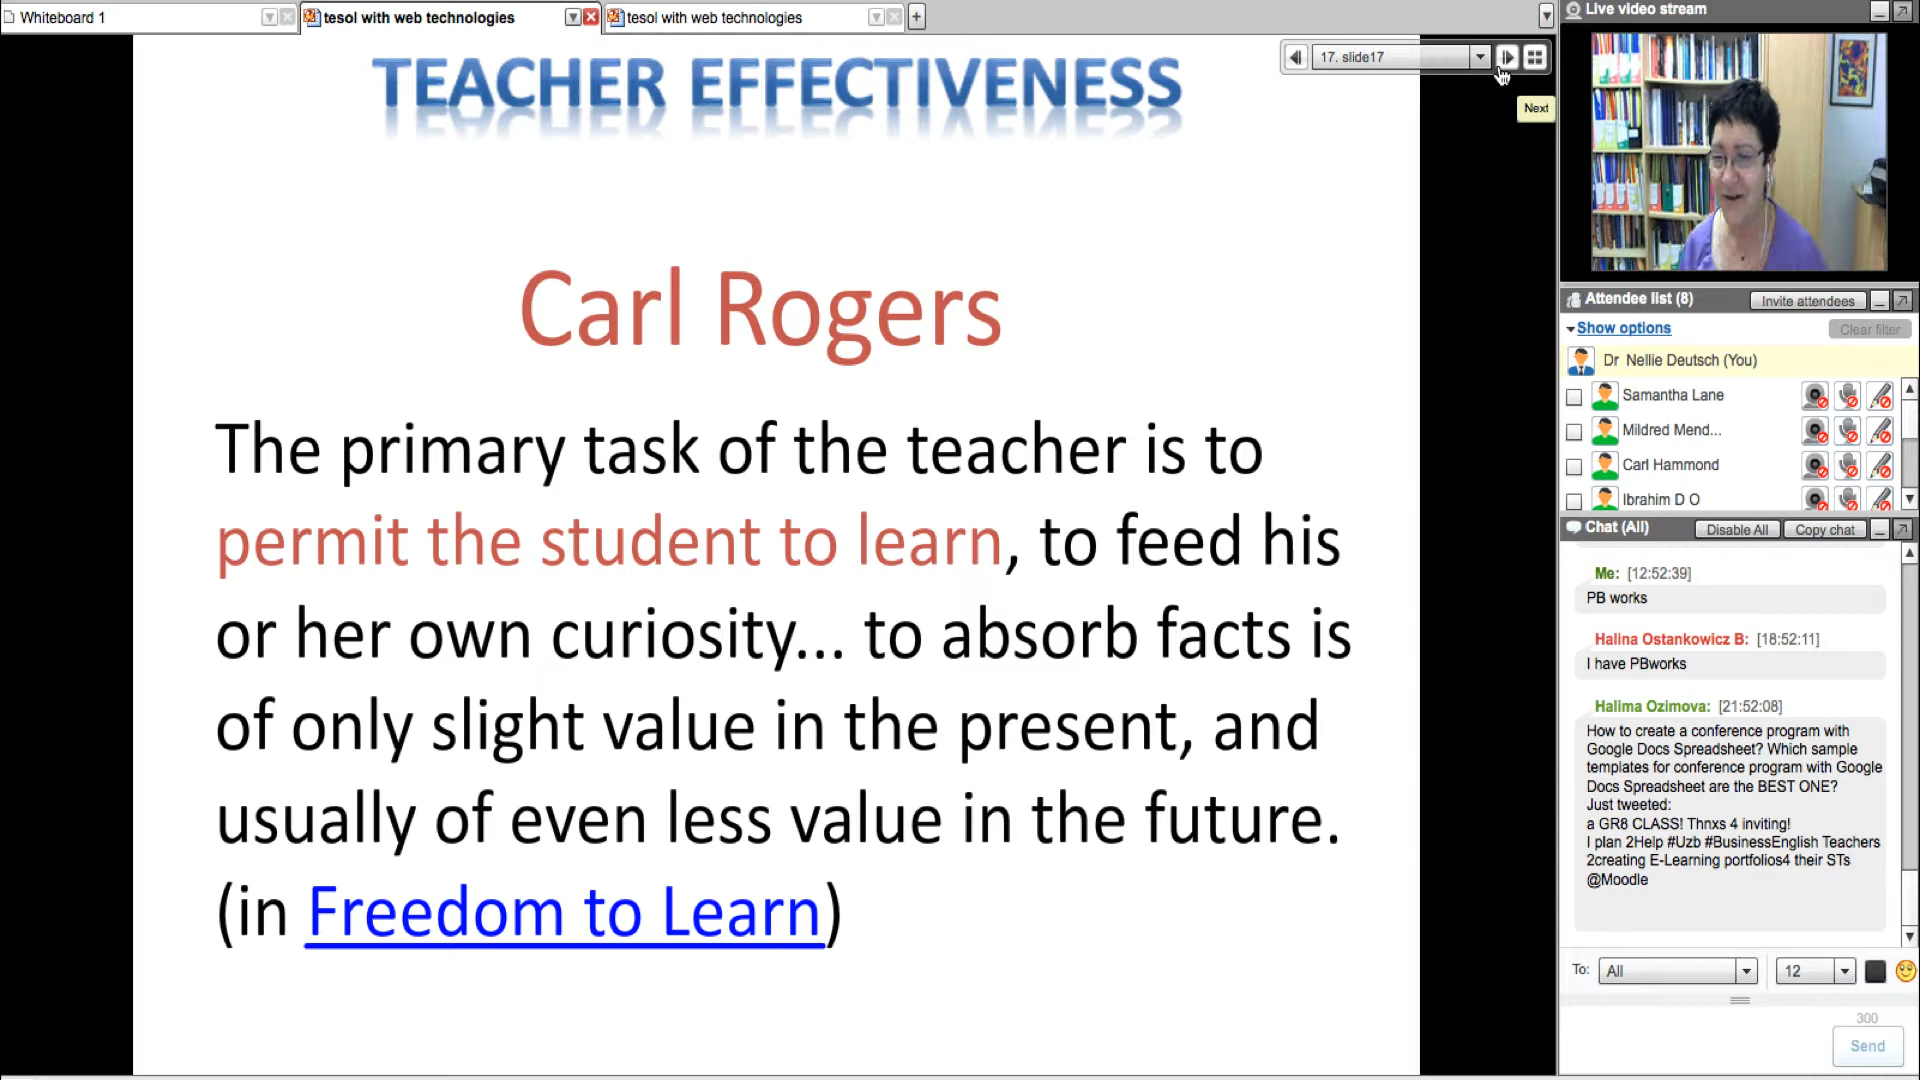 Whiteboard 1
tesol with web technologies
tesol with web technologies
TEACHER EFFECTIVENESS
17. slide17
Next
Carl Rogers
The primary task of the teacher is to
permit the student to learn, to feed his
or her own curiosity... to absorb facts is
of only slight value in the present, and
usually of even less value in the future.
(in Freedom to Learn)
Live video stream
Attendee list (8)
Invite attendees
Show options
Clear filter
Dr Nellie Deutsch (You)
Samantha Lane
Mildred Mend...
Carl Hammond
Ibrahim D O
Chat (All)
Disable All
Copy chat
Me: [12:52:39]
PB works
Halina Ostankowicz B: [18:52:11]
I have PBworks
Halima Ozimova: [21:52:08]
How to create a conference program with
Google Docs Spreadsheet? Which sample
templates for conference program with Google
Docs Spreadsheet are the BEST ONE?
Just tweeted:
a GR8 CLASS! Thnxs 4 inviting!
I plan 2Help #Uzb #BusinessEnglish Teachers
2creating E-Learning portfolios4 their STs
@Moodle
To: All
12
300
Send